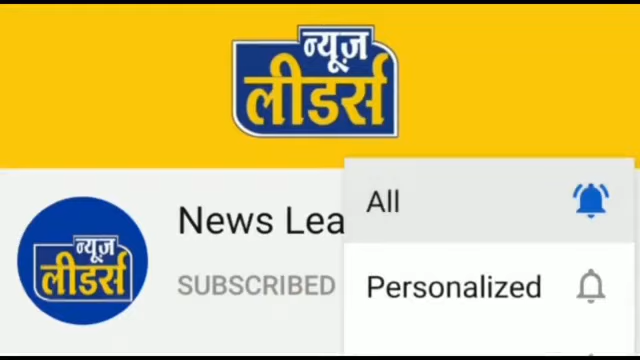 न्यूज़
लीडर्स
न्यूज़
लीडर्स
News Lea
SUBSCRIBED
All
Personalized